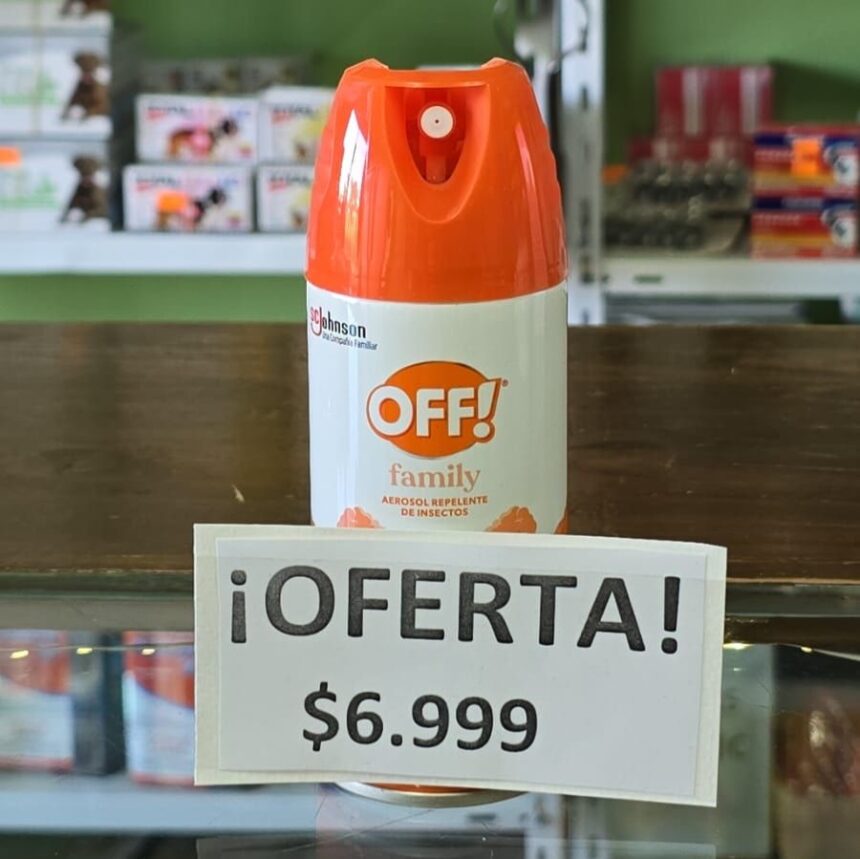 SC Johnson
Una Compañía Familiar
OFF!
family
AEROSOL REPELENTE
DE INSECTOS
¡OFERTA!
$6.999